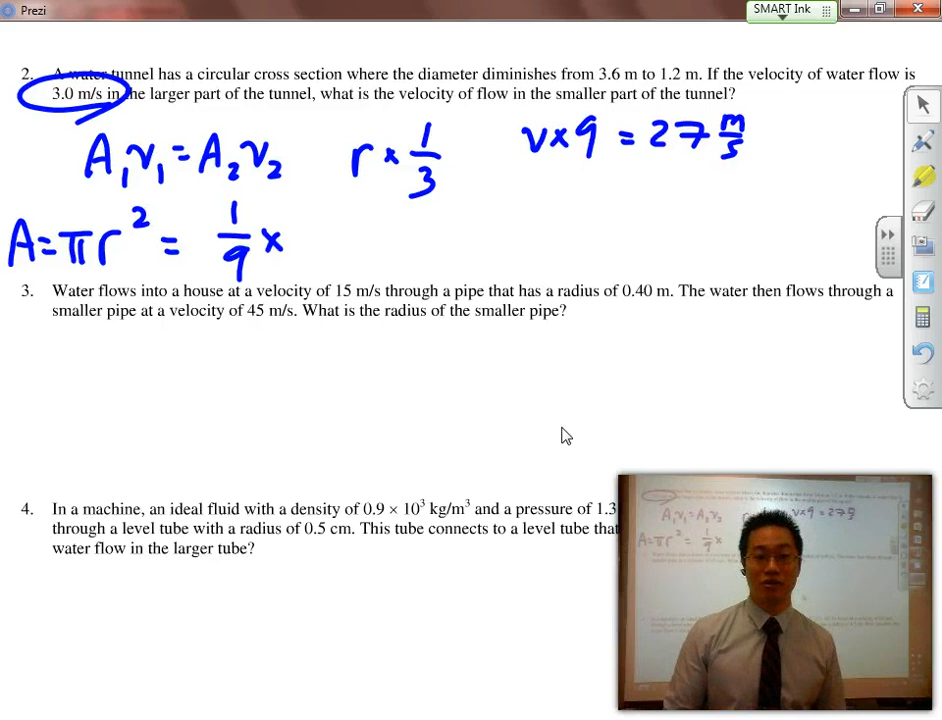 Prezi
SMART Ink
2. A water tunnel has a circular cross section where the diameter diminishes from 3.6 m to 1.2 m. If the velocity of water flow is
3.0 m/s in the larger part of the tunnel, what is the velocity of flow in the smaller part of the tunnel?
A₁v₁ = A₂v₂ r × 1/3 v × 9 = 27 m/s
A = πr² = 1/9 ×
3. Water flows into a house at a velocity of 15 m/s through a pipe that has a radius of 0.40 m. The water then flows through a
smaller pipe at a velocity of 45 m/s. What is the radius of the smaller pipe?
4. In a machine, an ideal fluid with a density of 0.9 × 10³ kg/m³ and a pressure of 1.3
through a level tube with a radius of 0.5 cm. This tube connects to a level tube that
water flow in the larger tube?
A₁v₁ = A₂v₂ v × 9 = 27 m/s
A = πr² = 1/9 ×